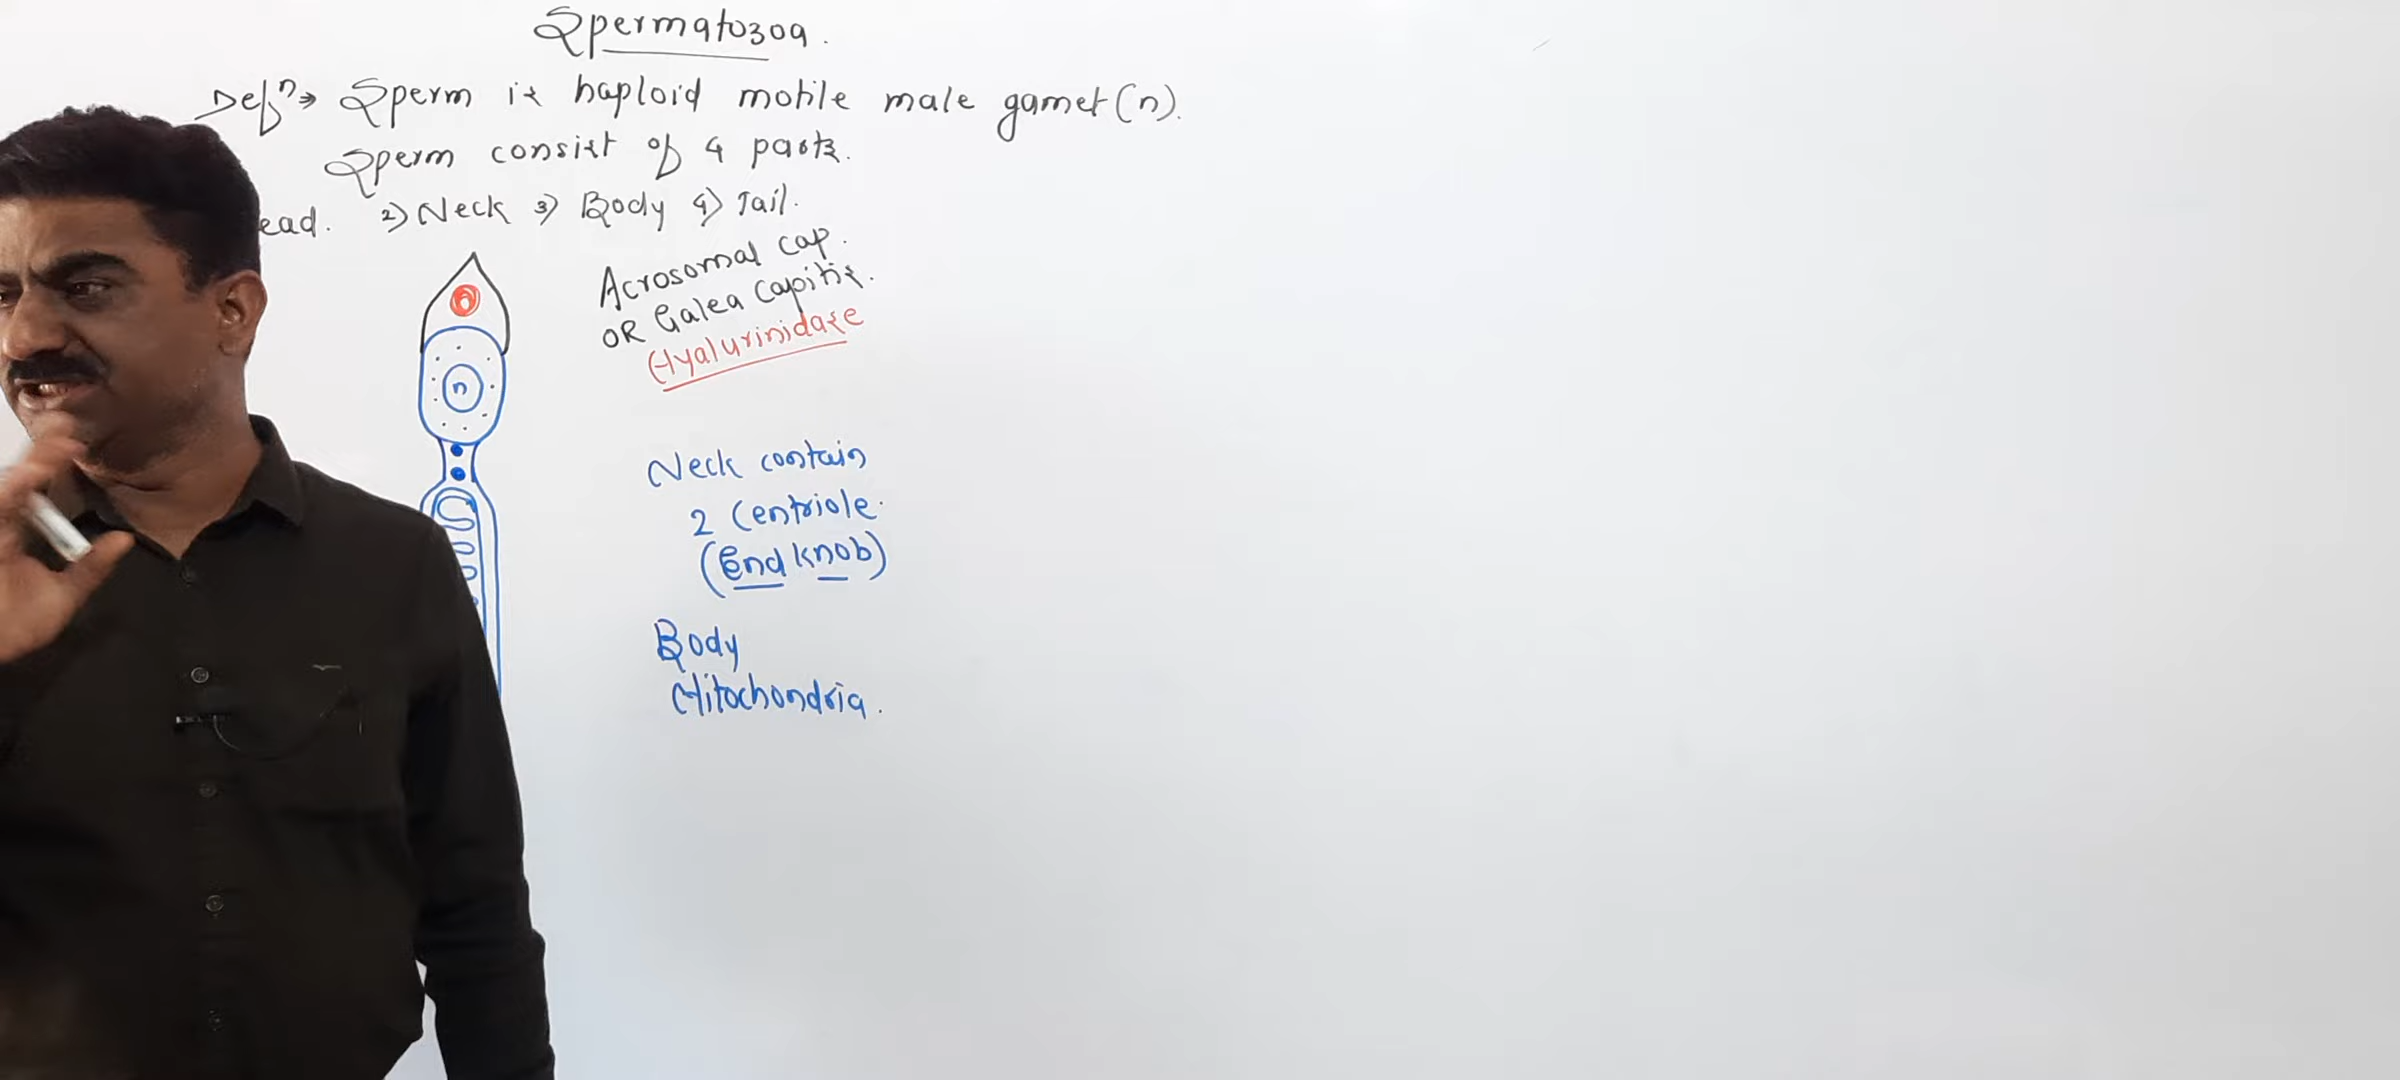 Spermatozoa.
Defⁿ→ Sperm is haploid motile male gamet (n).
Sperm consist of 4 parts.
ead. 2) Neck 3) Body 4) Tail.
Acrosomal cap.
OR Galea Capitis.
Hyalurinidase
n
Neck contain
2 Centriole.
(End knob)
Body
Mitochondria.